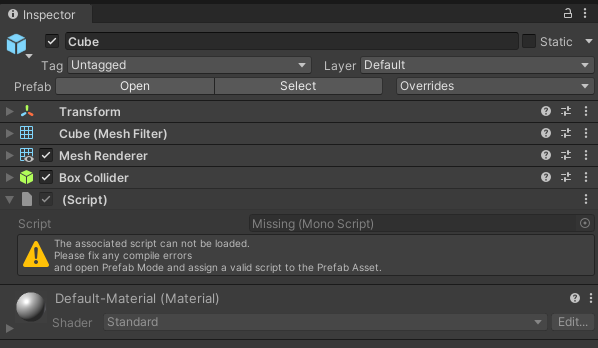 Inspector
Cube
Static
Tag Untagged Layer Default
Prefab Open Select Overrides
Transform
Cube (Mesh Filter)
Mesh Renderer
Box Collider
(Script)
Script Missing (Mono Script)
The associated script can not be loaded.
Please fix any compile errors
and open Prefab Mode and assign a valid script to the Prefab Asset.
Default-Material (Material)
Shader Standard Edit...